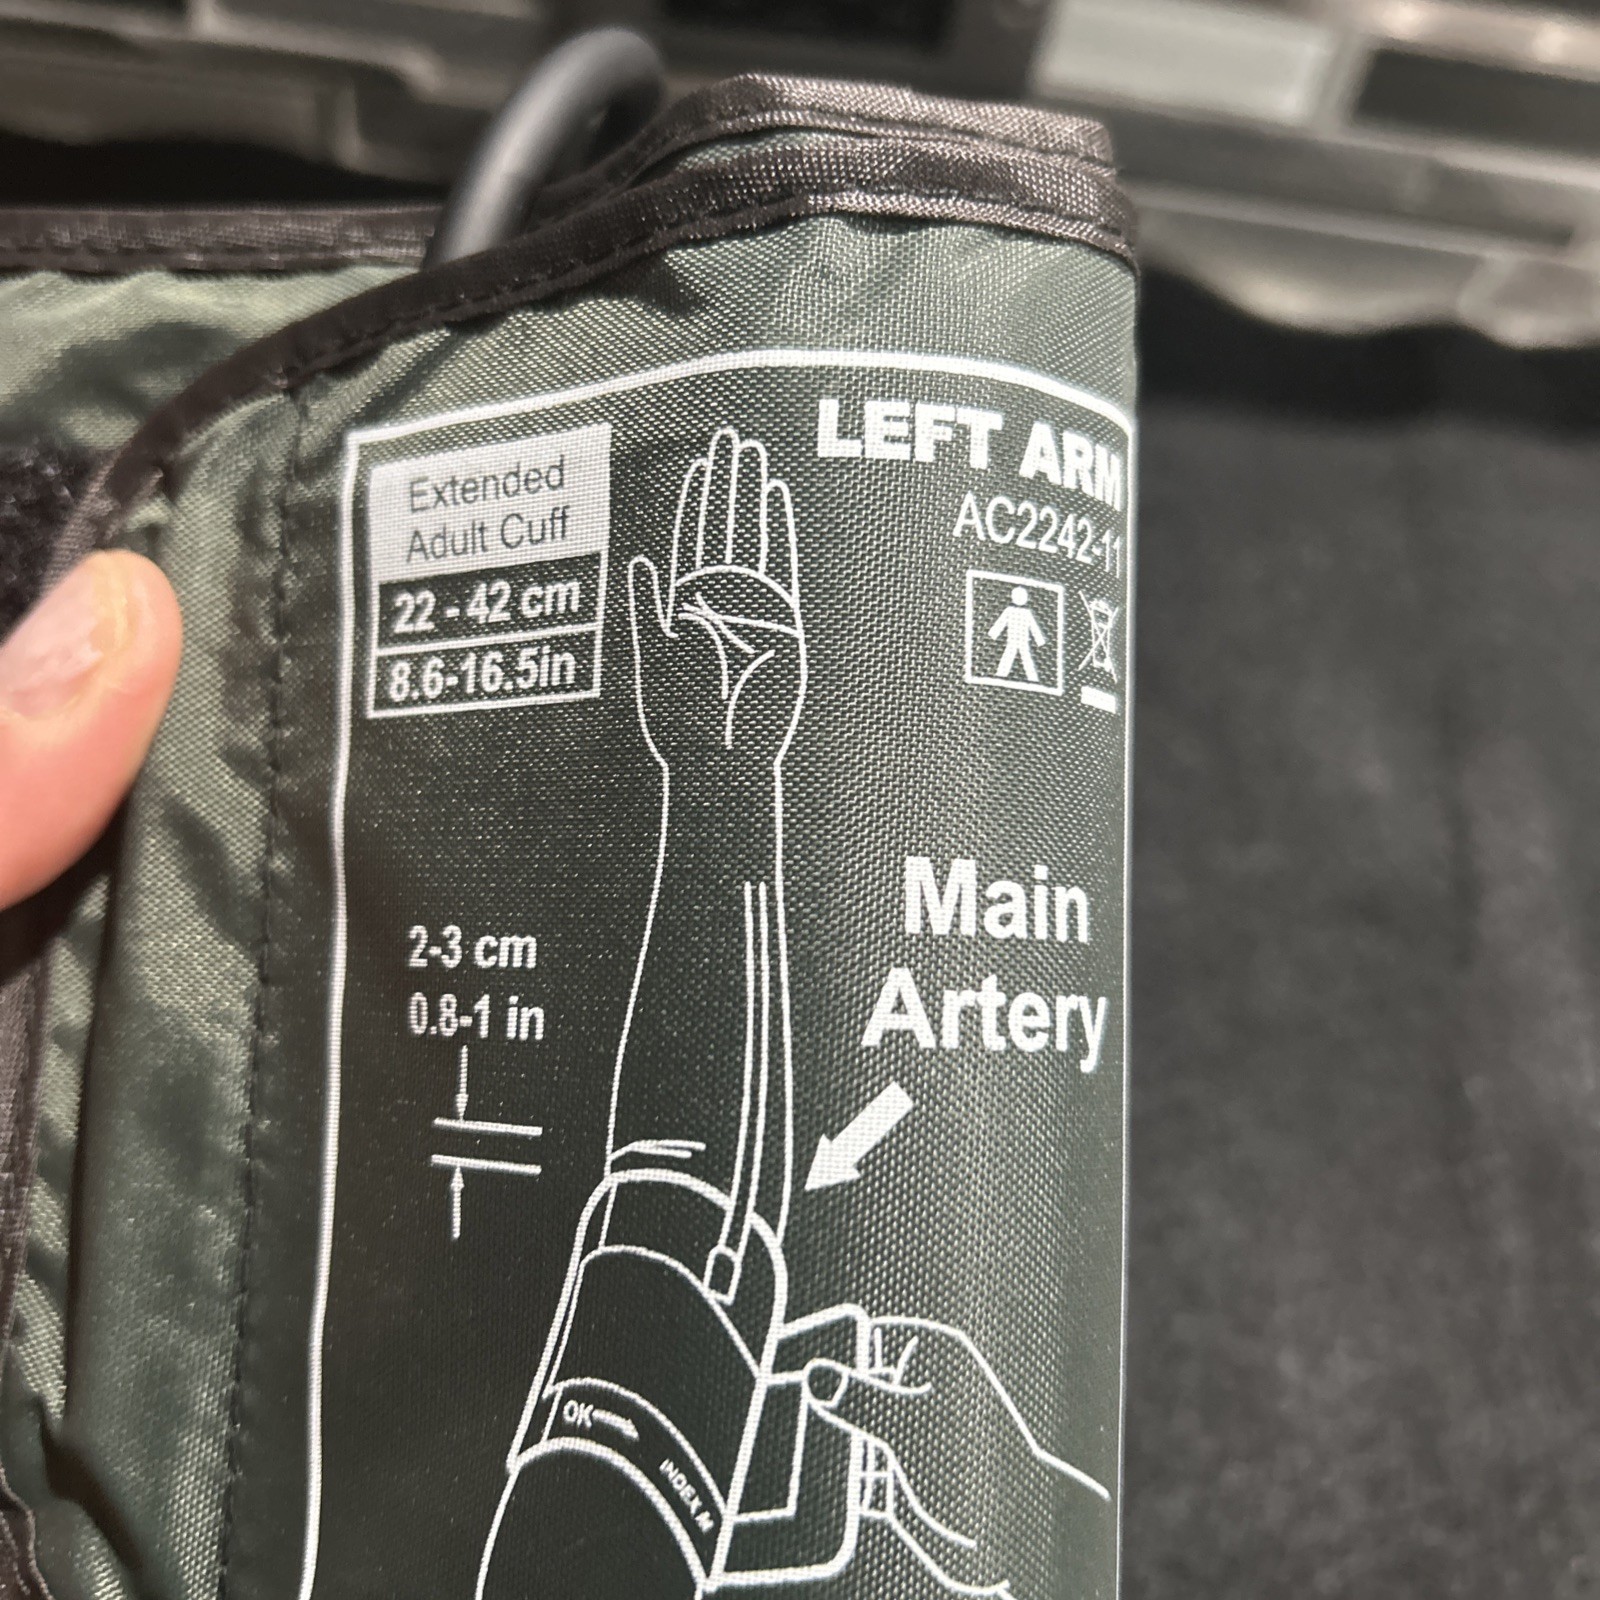 LEFT ARM
AC2242-11
Extended
Adult Cuff
22 - 42 cm
8.6-16.5in
Main
Artery
2-3 cm
0.8-1 in
OK
INDEX